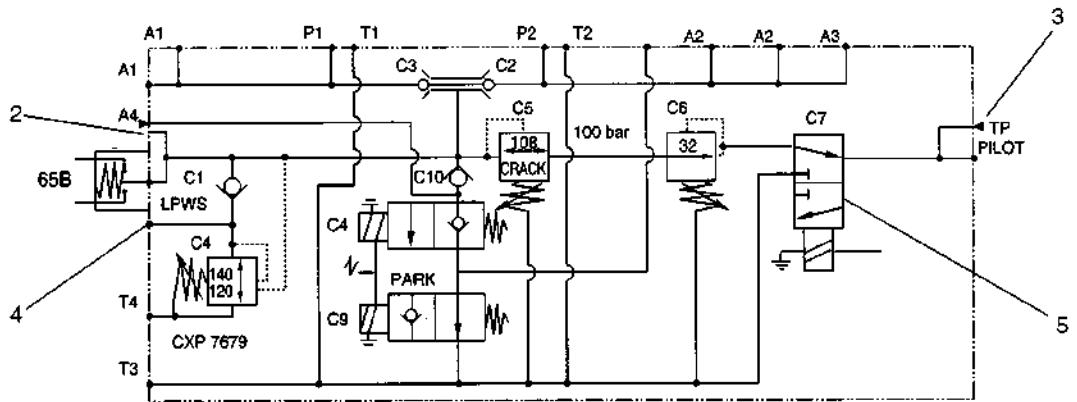 A1 P1 T1 P2 T2 A2 A2 A3
3
A1 C3 C2
C5 C6 C7
A4
2
108 100 bar 32 TP
CRACK PILOT
65B C1 C10
LPWS
C4 C4
4 140 PARK
120
T4 C9 5
CXP 7679
T3